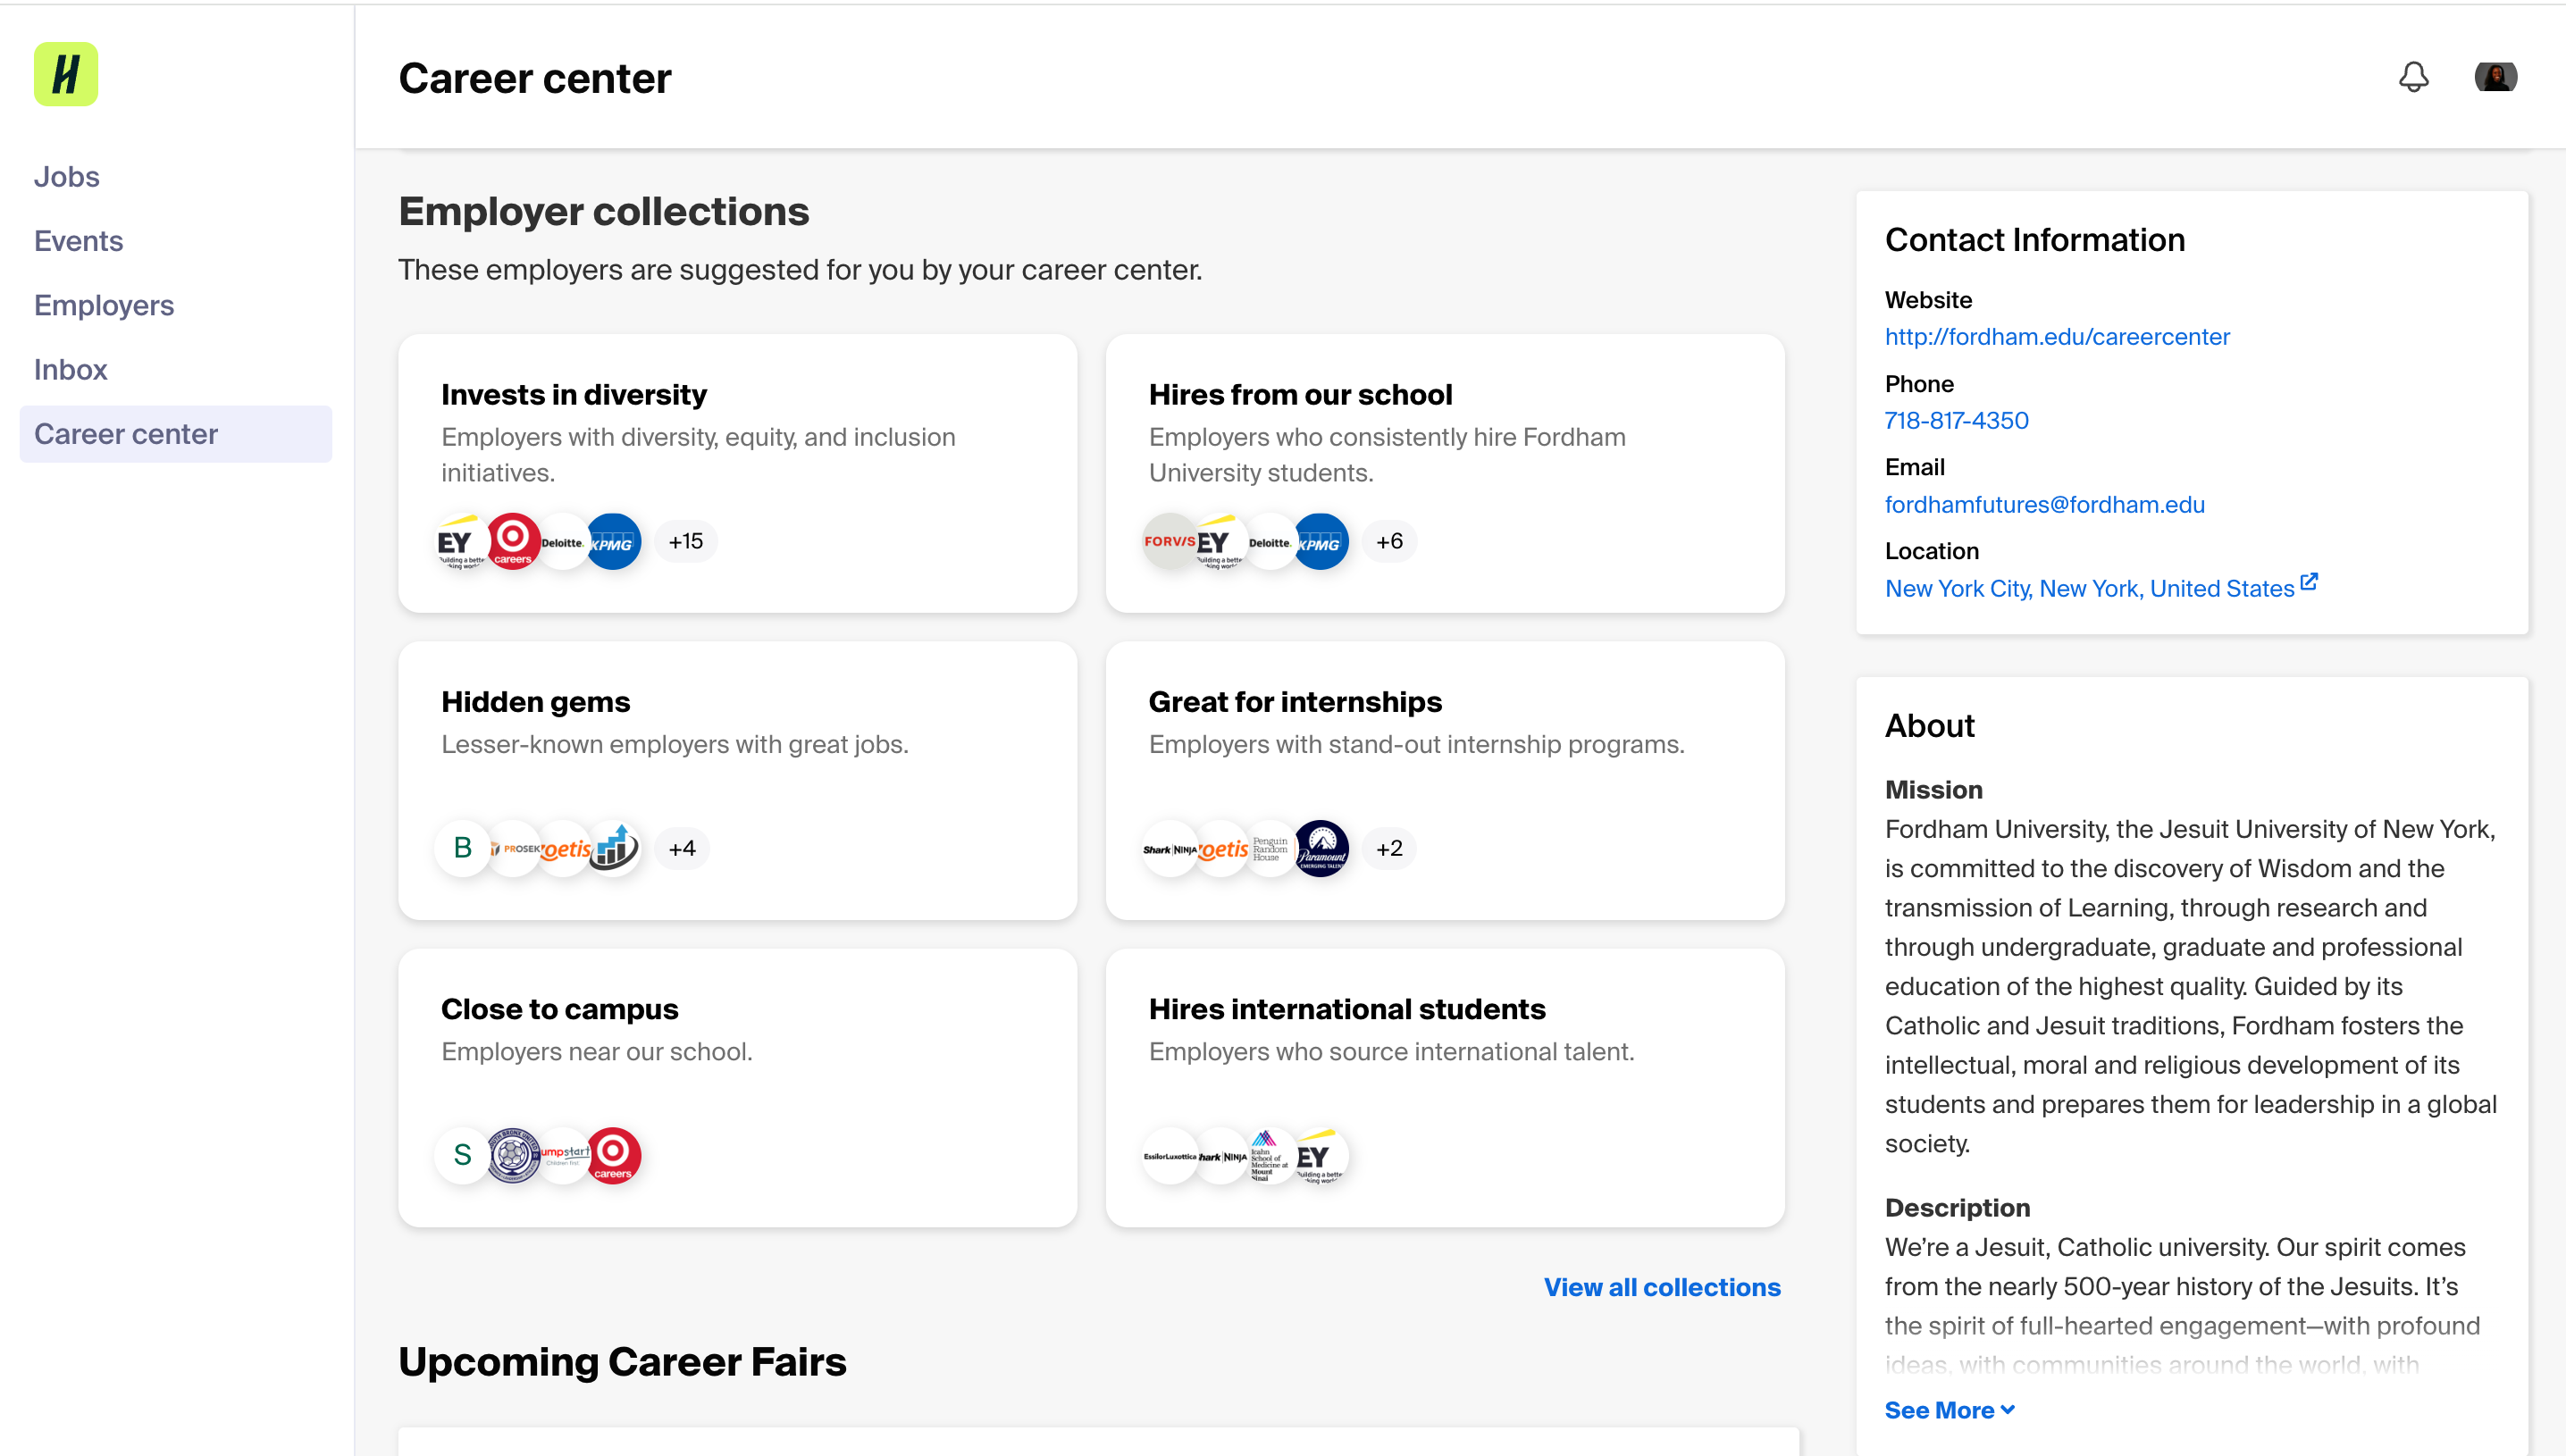 Career center
Jobs
Events
Employers
Inbox
Career center
Employer collections
These employers are suggested for you by your career center.
Invests in diversity
Employers with diversity, equity, and inclusion
initiatives.
EY
careers
Deloitte.
KPMG
+15
Hires from our school
Employers who consistently hire Fordham
University students.
FORV/S
EY
Deloitte.
KPMG
+6
Hidden gems
Lesser-known employers with great jobs.
B
PROSEK
oetis
+4
Great for internships
Employers with stand-out internship programs.
Shark|NINJA
oetis
Penguin
Random
House
Paramount
EMERGING TALENT
+2
Close to campus
Employers near our school.
S
umpstart
Children first
careers
Hires international students
Employers who source international talent.
EssilorLuxottica
hark|NINJA
Icahn
School of
Medicine at
Mount
Sinai
EY
View all collections
Upcoming Career Fairs
Contact Information
Website
http://fordham.edu/careercenter
Phone
718-817-4350
Email
fordhamfutures@fordham.edu
Location
New York City, New York, United States
About
Mission
Fordham University, the Jesuit University of New York,
is committed to the discovery of Wisdom and the
transmission of Learning, through research and
through undergraduate, graduate and professional
education of the highest quality. Guided by its
Catholic and Jesuit traditions, Fordham fosters the
intellectual, moral and religious development of its
students and prepares them for leadership in a global
society.
Description
We’re a Jesuit, Catholic university. Our spirit comes
from the nearly 500-year history of the Jesuits. It’s
the spirit of full-hearted engagement—with profound
ideas, with communities around the world, with
See More